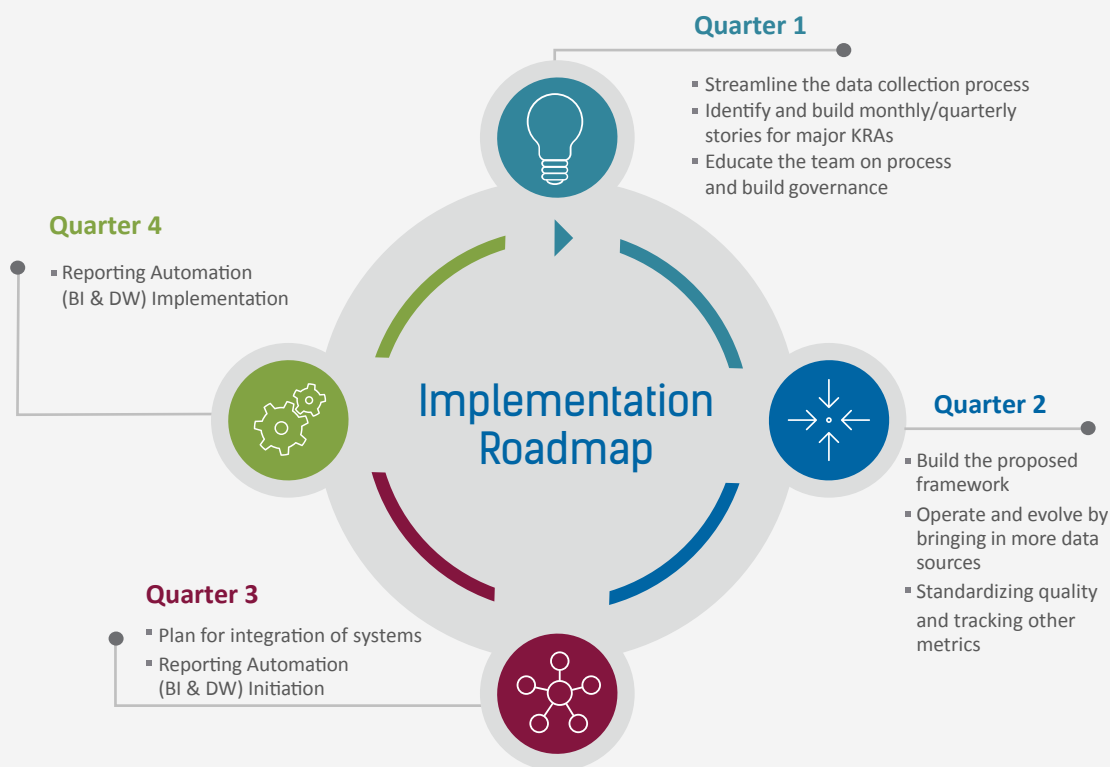 Quarter 1
▪ Streamline the data collection process
▪ Identify and build monthly/quarterly
stories for major KRAs
▪ Educate the team on process
and build governance
Quarter 4
▪ Reporting Automation
(BI & DW) Implementation
Implementation
Roadmap
Quarter 2
▪ Build the proposed
framework
▪ Operate and evolve by
bringing in more data
sources
▪ Standardizing quality
and tracking other
metrics
Quarter 3
▪ Plan for integration of systems
▪ Reporting Automation
(BI & DW) Initiation